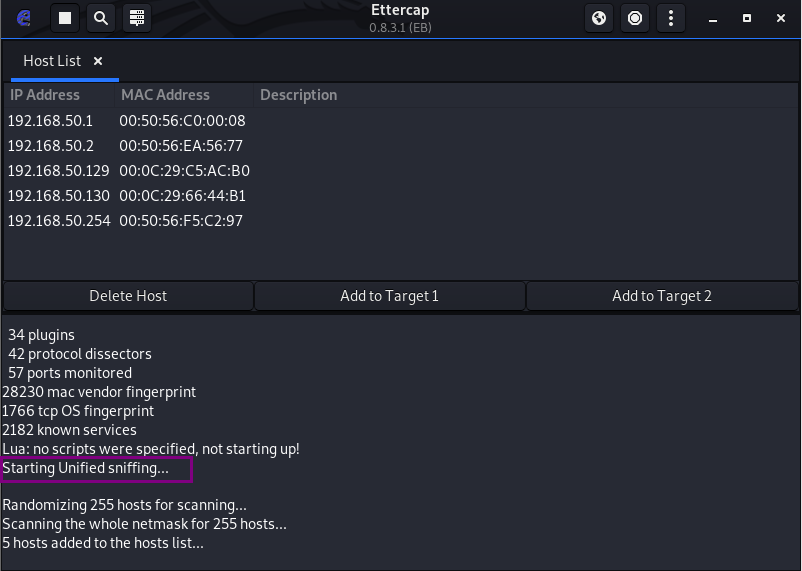 Ettercap
0.8.3.1 (EB)
Host List ×
IP Address MAC Address Description
192.168.50.1 00:50:56:C0:00:08
192.168.50.2 00:50:56:EA:56:77
192.168.50.129 00:0C:29:C5:AC:B0
192.168.50.130 00:0C:29:66:44:B1
192.168.50.254 00:50:56:F5:C2:97
Delete Host Add to Target 1 Add to Target 2
34 plugins
42 protocol dissectors
57 ports monitored
28230 mac vendor fingerprint
1766 tcp OS fingerprint
2182 known services
Lua: no scripts were specified, not starting up!
Starting Unified sniffing...
Randomizing 255 hosts for scanning...
Scanning the whole netmask for 255 hosts...
5 hosts added to the hosts list...